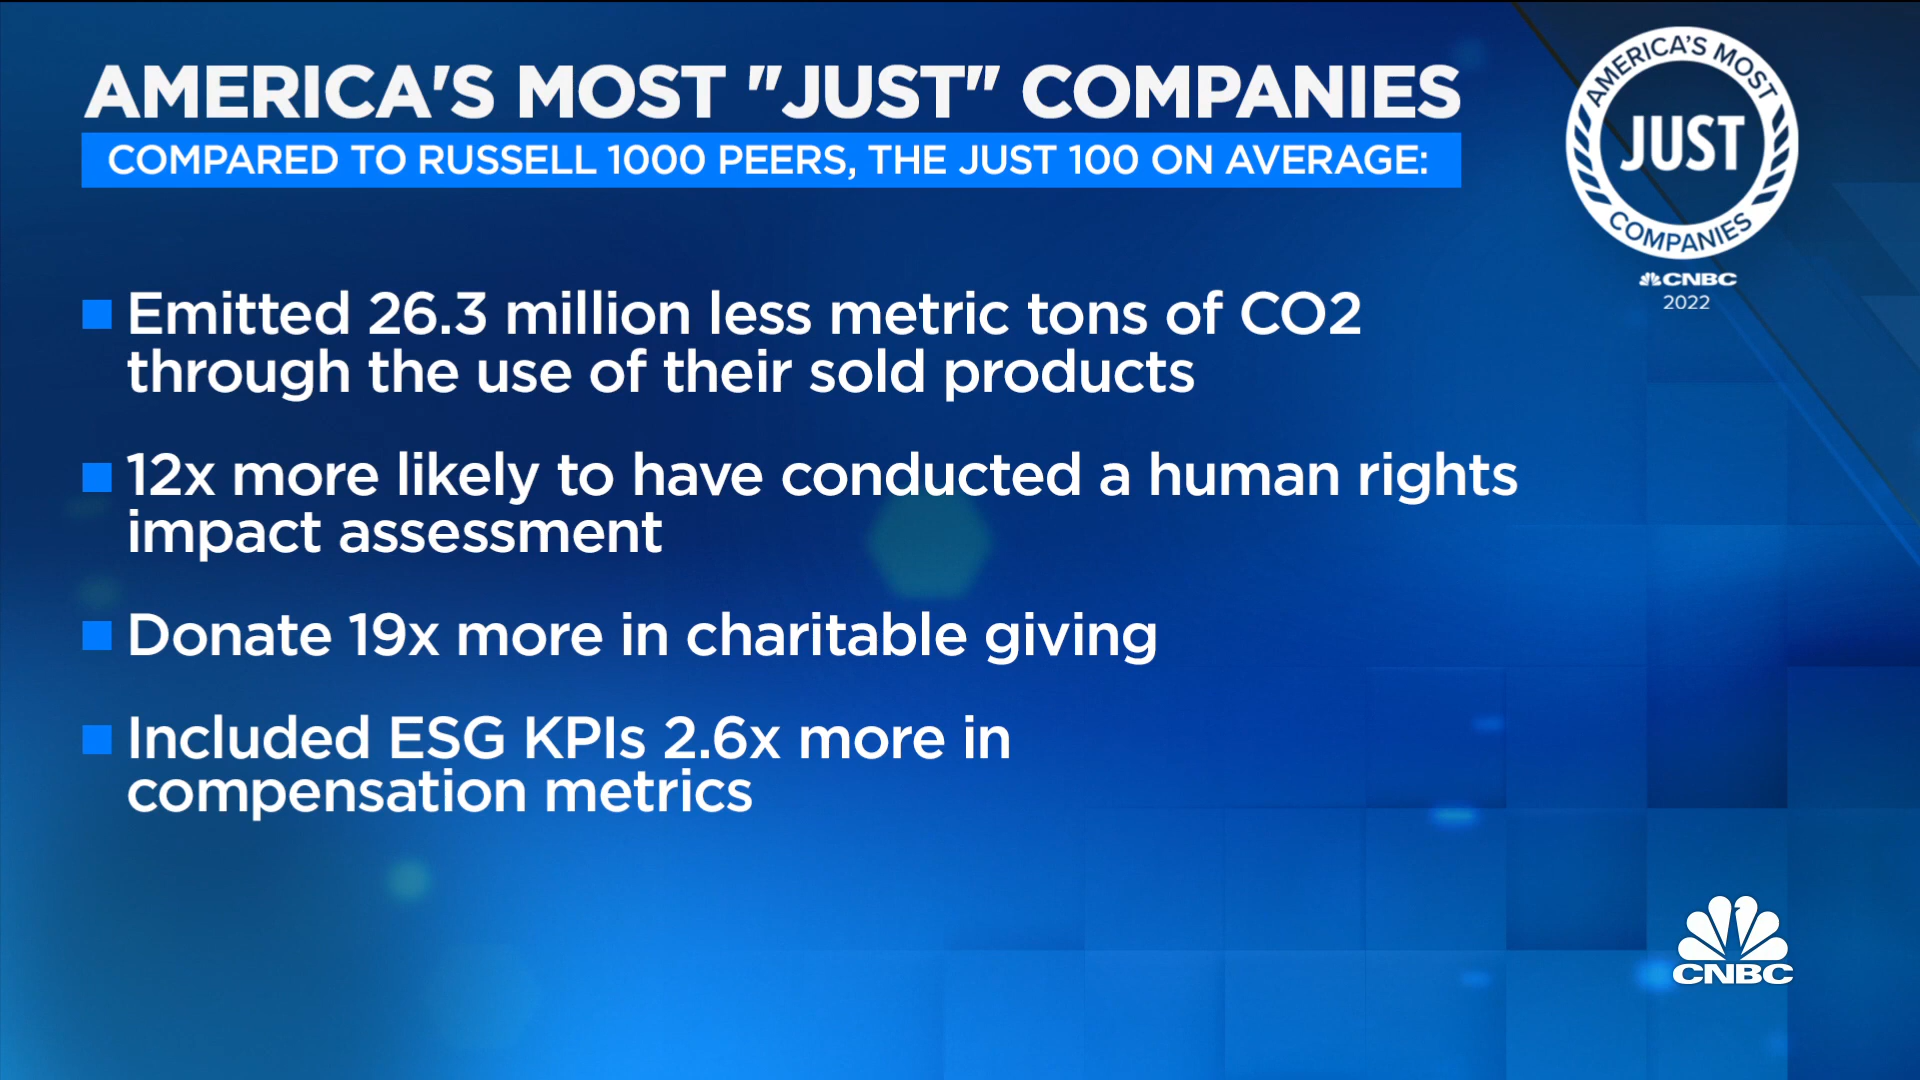 AMERICA'S MOST "JUST" COMPANIES
COMPARED TO RUSSELL 1000 PEERS, THE JUST 100 ON AVERAGE:
AMERICA'S MOST
JUST
COMPANIES
CNBC
2022
Emitted 26.3 million less metric tons of CO2
through the use of their sold products
12x more likely to have conducted a human rights
impact assessment
Donate 19x more in charitable giving
Included ESG KPIs 2.6x more in
compensation metrics
CNBC